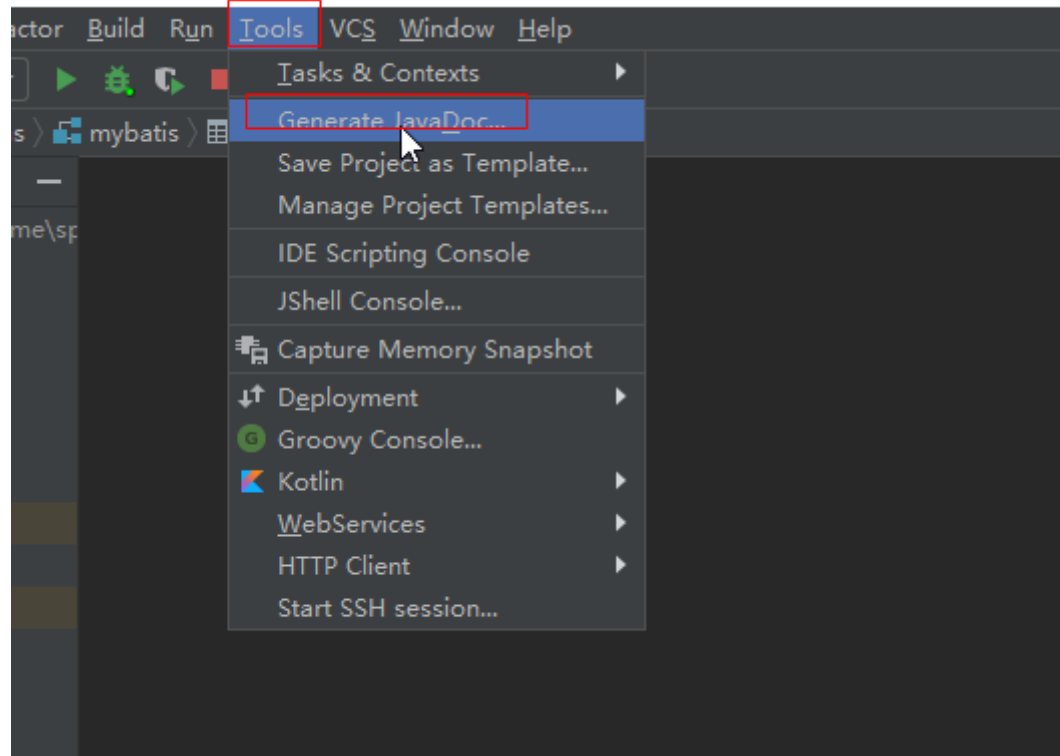 actor Build Run Tools VCS Window Help
Tasks & Contexts
Generate JavaDoc...
s mybatis
Save Project as Template...
Manage Project Templates...
me\sp
IDE Scripting Console
JShell Console...
Capture Memory Snapshot
Deployment
G Groovy Console...
Kotlin
WebServices
HTTP Client
Start SSH session...